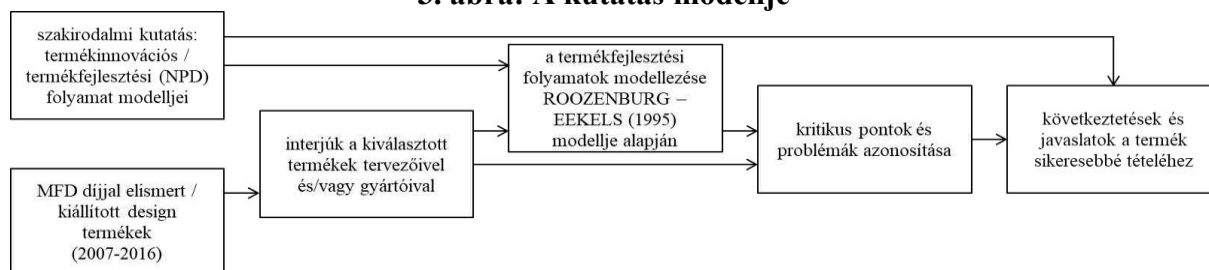 3. ábra: A kutatás modellje
szakirodalmi kutatás:
termékinnovációs /
termékfejlesztési (NPD)
folyamat modelljei
MFD díjjal elismert /
kiállított design
termékek
(2007-2016)
interjúk a kiválasztott
termékek tervezőivel
és/vagy gyártóival
a termékfejlesztési
folyamatok modellezése
ROOZENBURG –
EEKELS (1995)
modellje alapján
kritikus pontok és
problémák azonosítása
következtetések és
javaslatok a termék
sikeresebbé tételéhez